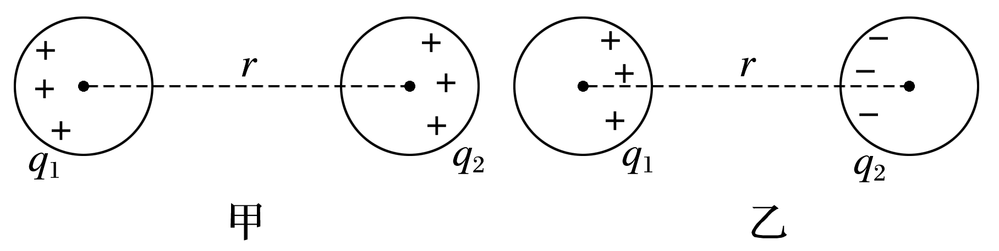 + + + r + + + + + + r − − −
q₁ q₂ q₁ q₂
甲 乙